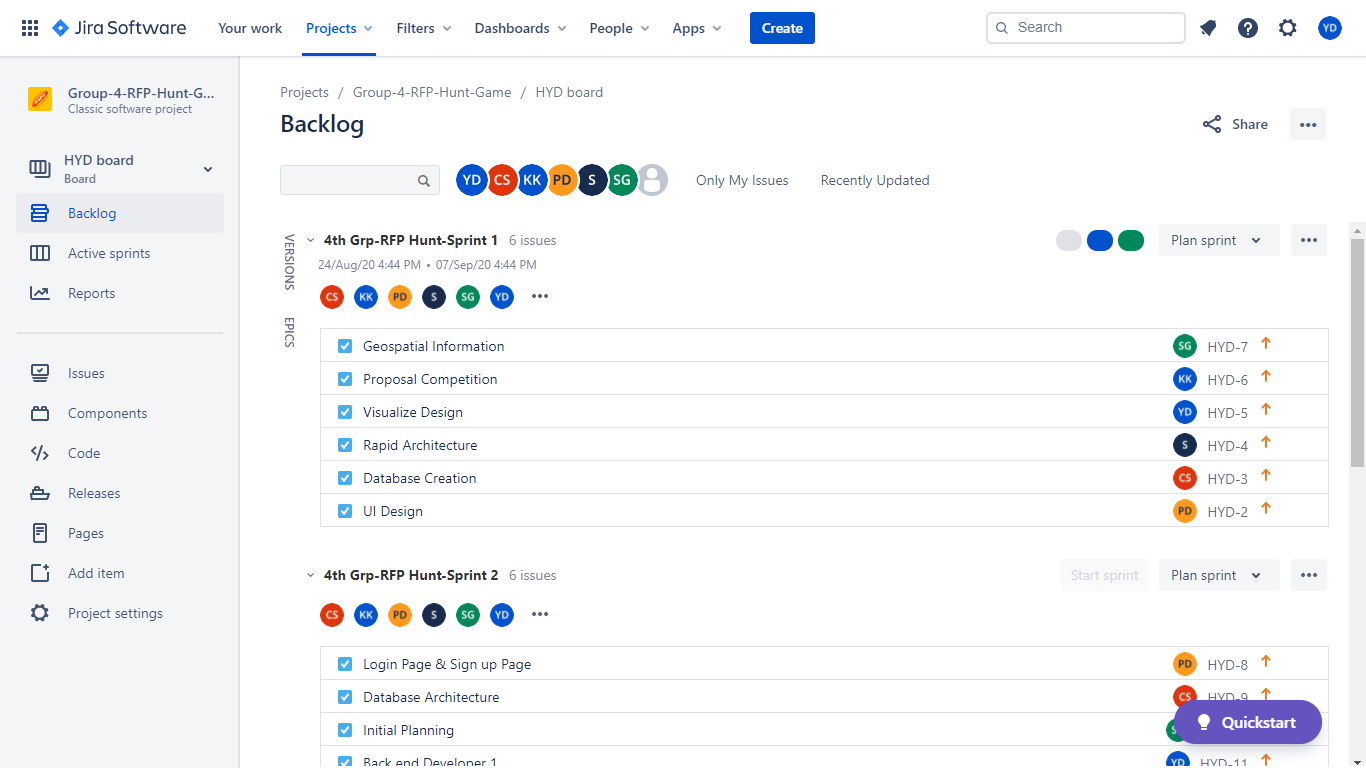 Jira Software Your work Projects Filters Dashboards People Apps Create Search YD
Group-4-RFP-Hunt-G...
Classic software project
HYD board
Board
Backlog
Active sprints
Reports
Issues
Components
Code
Releases
Pages
Add item
Project settings
Projects / Group-4-RFP-Hunt-Game / HYD board
Backlog
Share
YD CS KK PD S SG Only My Issues Recently Updated
VERSIONS
EPICS
4th Grp-RFP Hunt-Sprint 1 6 issues Plan sprint
24/Aug/20 4:44 PM • 07/Sep/20 4:44 PM
CS KK PD S SG YD
Geospatial Information SG HYD-7
Proposal Competition KK HYD-6
Visualize Design YD HYD-5
Rapid Architecture S HYD-4
Database Creation CS HYD-3
UI Design PD HYD-2
4th Grp-RFP Hunt-Sprint 2 6 issues Start sprint Plan sprint
CS KK PD S SG YD
Login Page & Sign up Page PD HYD-8
Database Architecture CS HYD-9
Initial Planning
Quickstart
Back end Developer 1 YD HYD-11